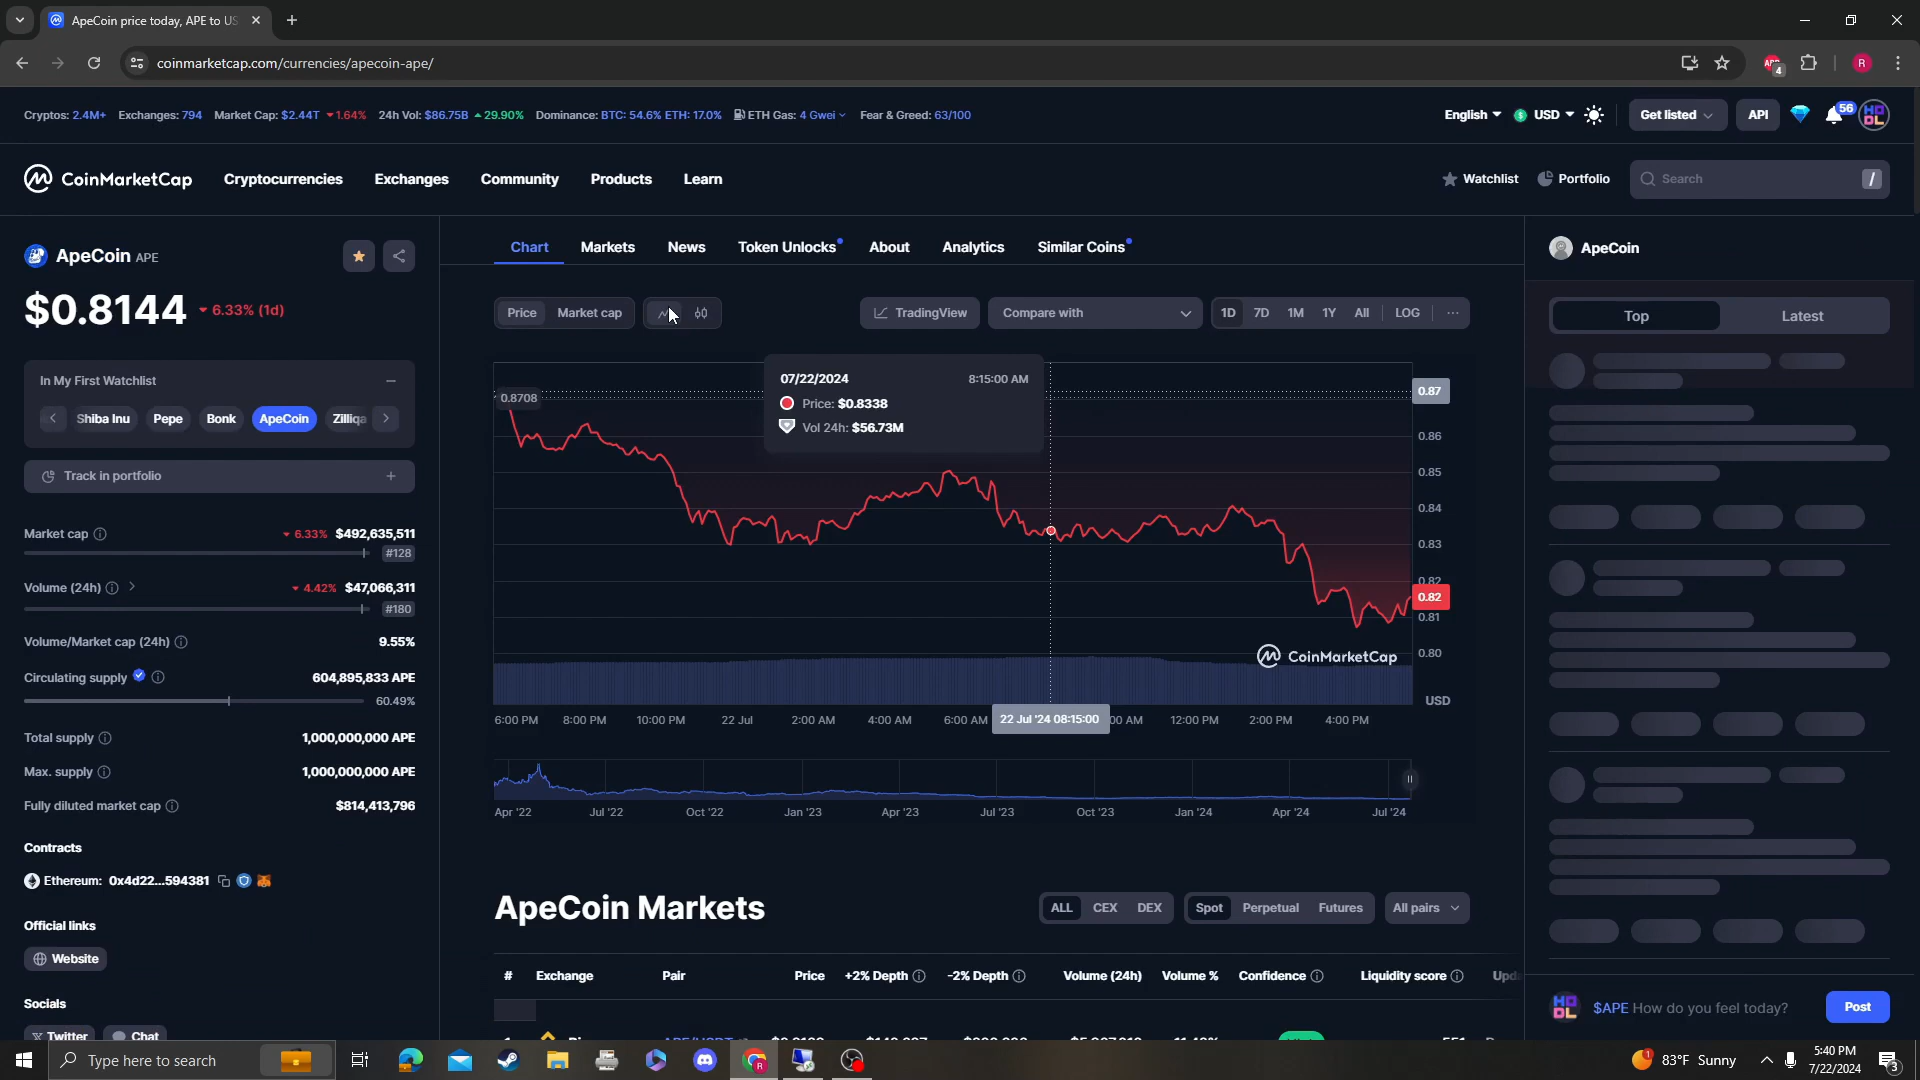 ApeCoin price today, APE to US
coinmarketcap.com/currencies/apecoin-ape/
4
R
Cryptos: 2.4M+ Exchanges: 794 Market Cap: $2.44T 1.64% 24h Vol: $86.75B 29.90% Dominance: BTC: 54.6% ETH: 17.0% ETH Gas: 4 Gwei Fear & Greed: 63/100
English USD Get listed API 56
CoinMarketCap Cryptocurrencies Exchanges Community Products Learn
Watchlist Portfolio Search /
ApeCoin APE
$0.8144 6.33% (1d)
In My First Watchlist
Shiba Inu Pepe Bonk ApeCoin Zilliqa
Track in portfolio +
Market cap 6.33% $492,635,511
#128
Volume (24h) 4.42% $47,066,311
#180
Volume/Market cap (24h) 9.55%
Circulating supply 604,895,833 APE
60.49%
Total supply 1,000,000,000 APE
Max. supply 1,000,000,000 APE
Fully diluted market cap $814,413,796
Contracts
Ethereum: 0x4d22...594381
Official links
Website
Socials
Twitter Chat
Chart Markets News Token Unlocks About Analytics Similar Coins
Price Market cap TradingView Compare with 1D 7D 1M 1Y All LOG ...
07/22/2024 8:15:00 AM
Price: $0.8338
Vol 24h: $56.73M
0.8708
0.87
0.86
0.85
0.84
0.83
0.82
0.82
0.81
0.80
CoinMarketCap
USD
6:00 PM 8:00 PM 10:00 PM 22 Jul 2:00 AM 4:00 AM 6:00 AM 22 Jul '24 08:15:00 00 AM 12:00 PM 2:00 PM 4:00 PM
Apr '22 Jul '22 Oct '22 Jan '23 Apr '23 Jul '23 Oct '23 Jan '24 Apr '24 Jul '24
ApeCoin Markets ALL CEX DEX Spot Perpetual Futures All pairs
# Exchange Pair Price +2% Depth -2% Depth Volume (24h) Volume % Confidence Liquidity score
ApeCoin
Top Latest
HODL $APE How do you feel today? Post
Type here to search
83°F Sunny
5:40 PM
7/22/2024
3